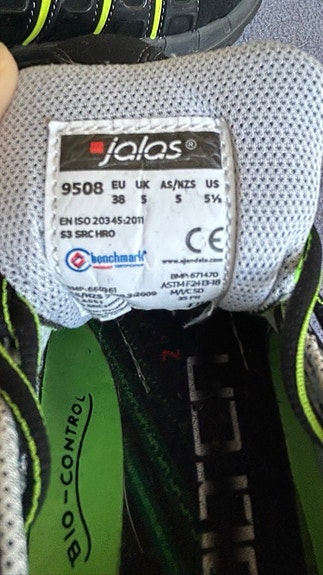 jalas®
9508 EU UK AS/NZS US
38 5 5 5½
EN ISO 20345:2011
S3 SRC HRO
CE
benchmark
www.ejendals.com
BMP 671470
ASTM F2413-18
M/I/C
BIO-CONTROL